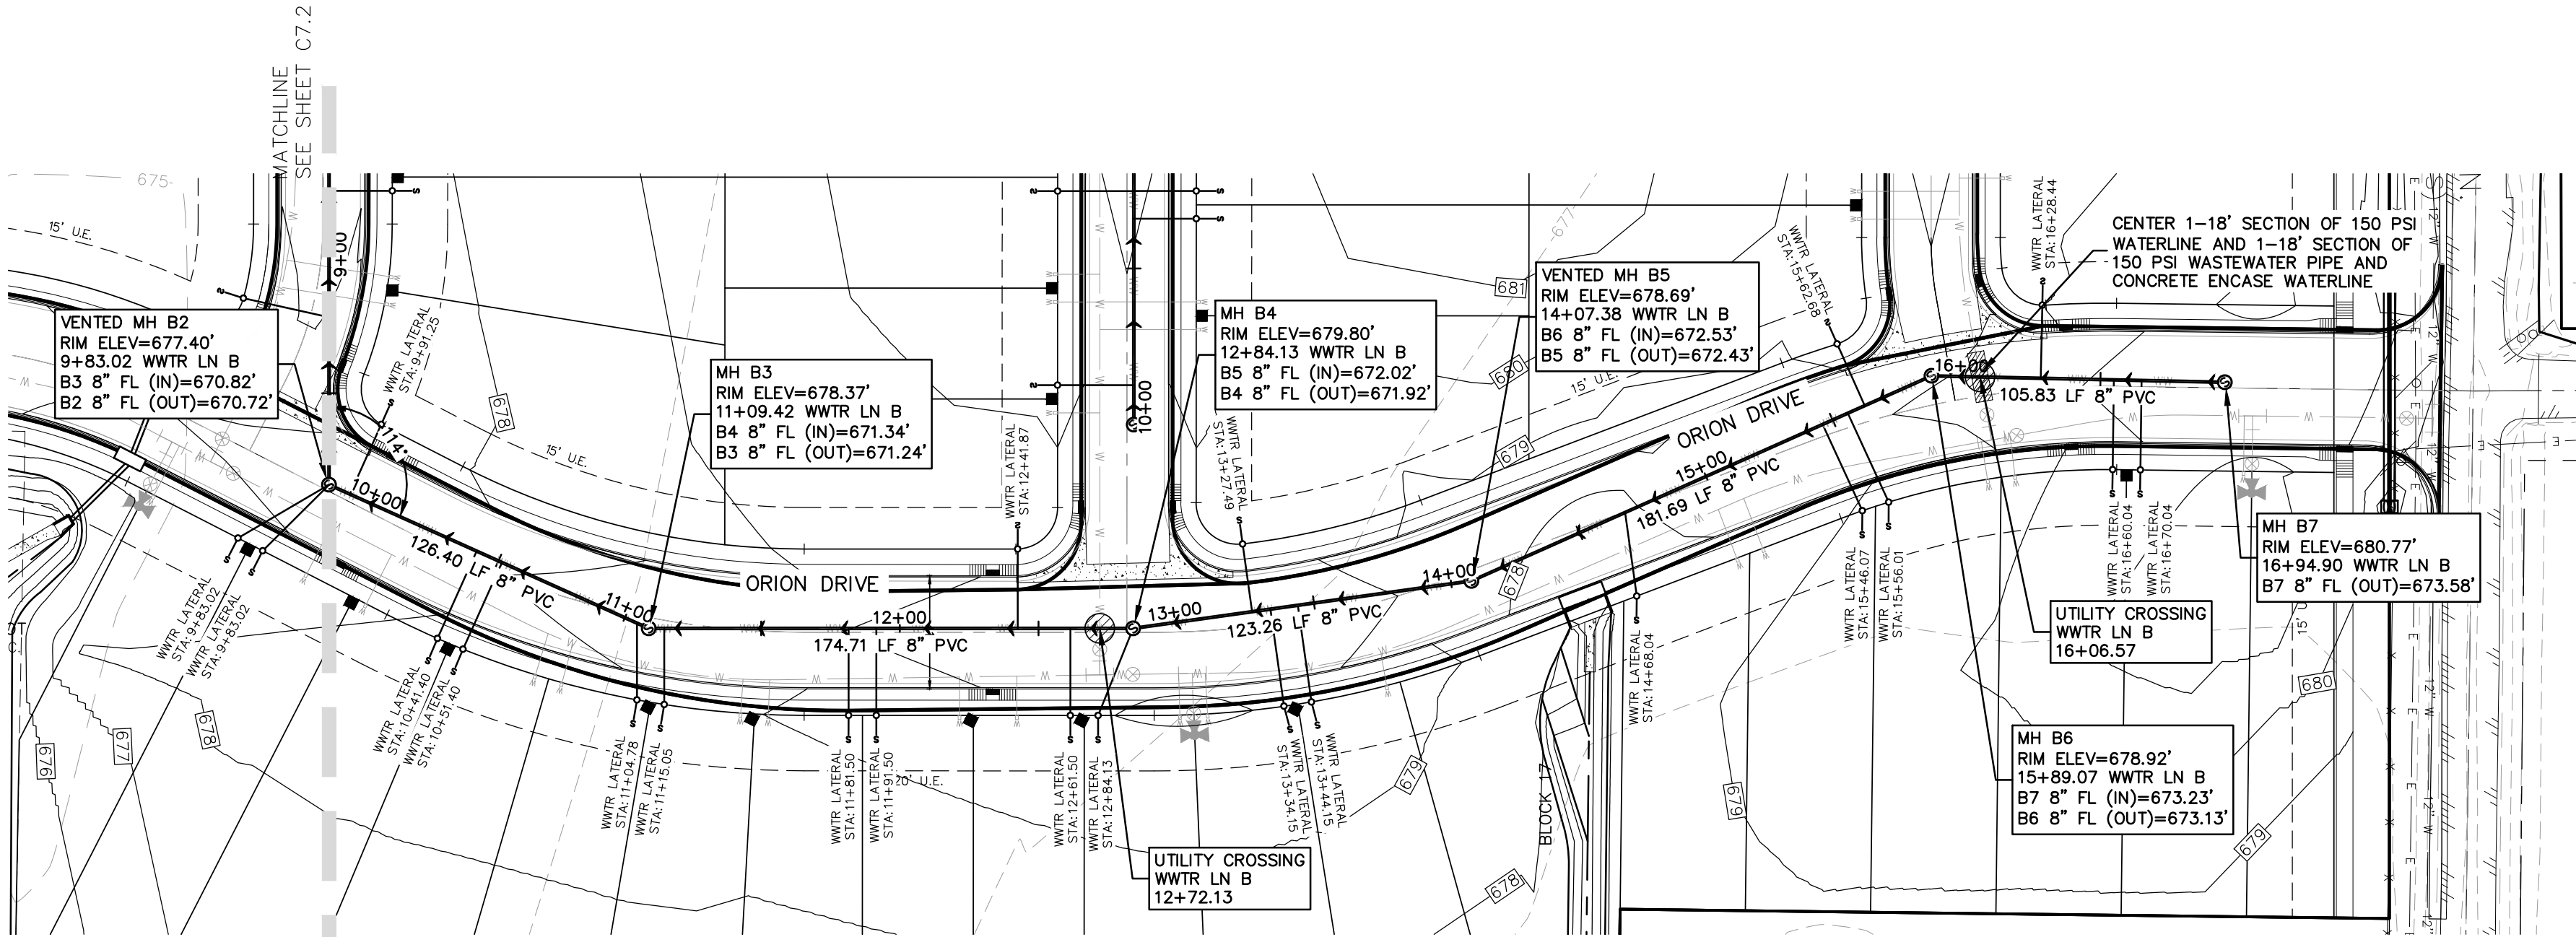 MATCHLINE
SEE SHEET C7.2
675
15' U.E.
9+00
VENTED MH B2
RIM ELEV=677.40'
9+83.02 WWTR LN B
B3 8" FL (IN)=670.82'
B2 8" FL (OUT)=670.72'
WWTR LATERAL
STA:9+91.25
114°
10+00
126.40 LF 8" PVC
678
15' U.E.
WWTR LATERAL
STA:9+83.02
WWTR LATERAL
STA:9+83.02
WWTR LATERAL
STA:10+41.40
WWTR LATERAL
STA:10+51.40
676
677
678
MH B3
RIM ELEV=678.37'
11+09.42 WWTR LN B
B4 8" FL (IN)=671.34'
B3 8" FL (OUT)=671.24'
11+00
ORION DRIVE
12+00
174.71 LF 8" PVC
WWTR LATERAL
STA:12+41.87
WWTR LATERAL
STA:11+04.78
WWTR LATERAL
STA:11+15.05
WWTR LATERAL
STA:11+81.50
WWTR LATERAL
STA:11+91.50
20' U.E.
WWTR LATERAL
STA:12+61.50
WWTR LATERAL
STA:12+84.13
10+00
MH B4
RIM ELEV=679.80'
12+84.13 WWTR LN B
B5 8" FL (IN)=672.02'
B4 8" FL (OUT)=671.92'
WWTR LATERAL
STA:13+27.49
13+00
123.26 LF 8" PVC
14+00
WWTR LATERAL
STA:13+34.15
WWTR LATERAL
STA:13+44.15
UTILITY CROSSING
WWTR LN B
12+72.13
677
681
680
679
15' U.E.
VENTED MH B5
RIM ELEV=678.69'
14+07.38 WWTR LN B
B6 8" FL (IN)=672.53'
B5 8" FL (OUT)=672.43'
WWTR LATERAL
STA:15+62.68
ORION DRIVE
15+00
181.69 LF 8" PVC
678
679
678
BLOCK 17
WWTR LATERAL
STA:14+68.04
WWTR LATERAL
STA:15+46.07
WWTR LATERAL
STA:15+56.01
16+00
105.83 LF 8" PVC
WWTR LATERAL
STA:16+28.44
CENTER 1-18' SECTION OF 150 PSI
WATERLINE AND 1-18' SECTION OF
150 PSI WASTEWATER PIPE AND
CONCRETE ENCASE WATERLINE
WWTR LATERAL
STA:16+60.04
WWTR LATERAL
STA:16+70.04
MH B7
RIM ELEV=680.77'
16+94.90 WWTR LN B
B7 8" FL (OUT)=673.58'
UTILITY CROSSING
WWTR LN B
16+06.57
15' U.E.
680
MH B6
RIM ELEV=678.92'
15+89.07 WWTR LN B
B7 8" FL (IN)=673.23'
B6 8" FL (OUT)=673.13'
679
679
12" W
12" W
12" W
12" W